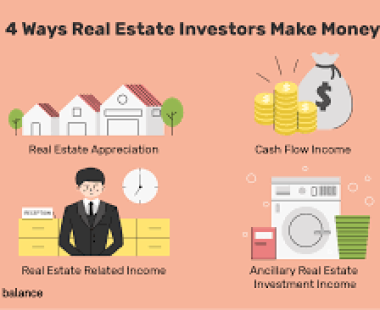 4 Ways Real Estate Investors Make Money
Real Estate Appreciation
Cash Flow Income
$
$
RECEPTION
Real Estate Related Income
Ancillary Real Estate
Investment Income
balance